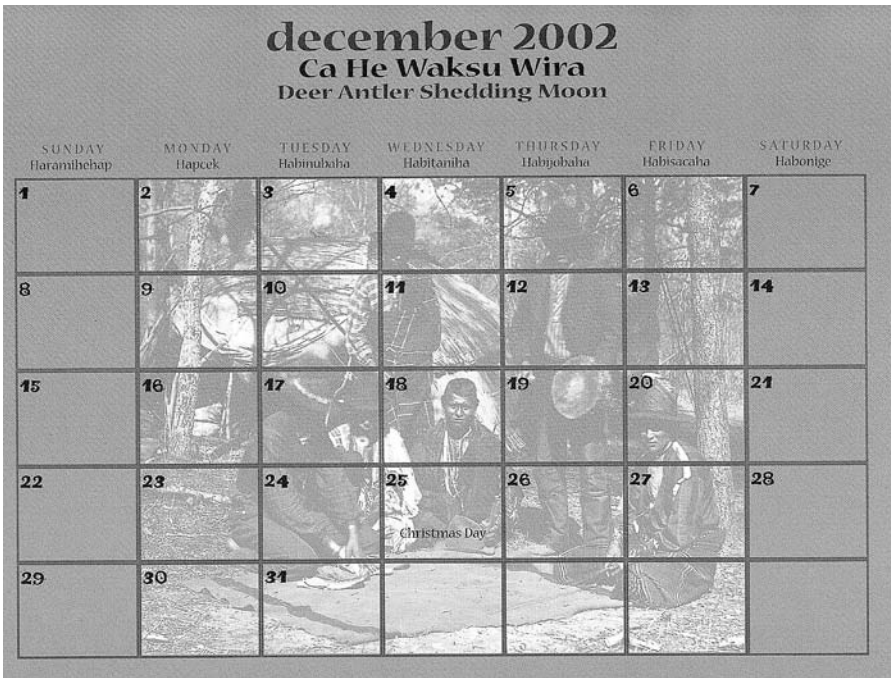 december 2002
Ca He Waksu Wira
Deer Antler Shedding Moon
SUNDAY MONDAY TUESDAY WEDNESDAY THURSDAY FRIDAY SATURDAY
Haramihehap Hapcek Habinubaha Habitaniha Habijobaha Habisacaha Habonige
1 2 3 4 5 6 7
8 9 10 11 12 13 14
15 16 17 18 19 20 21
22 23 24 25 26 27 28
Christmas Day
29 30 31